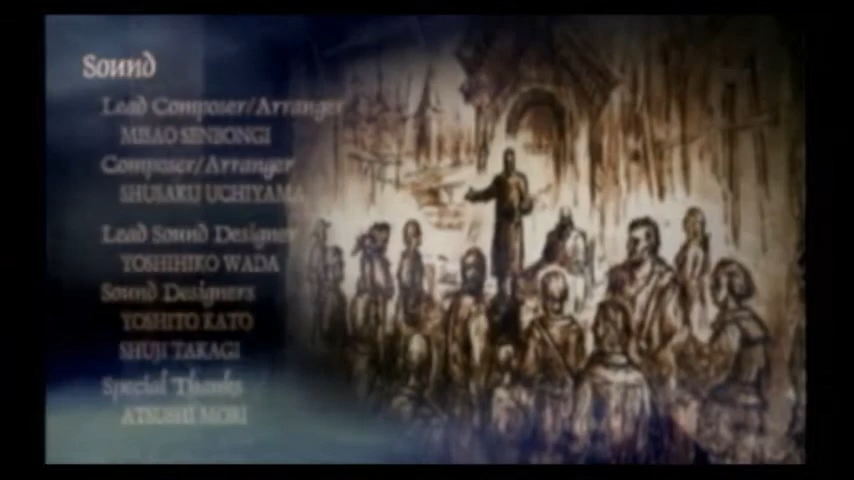 Sound
Lead Composer/Arranger
MISAO SENBONGI
Composer/Arranger
SHUSAKU UCHIYAMA
Lead Sound Designer
YOSHIHIKO WADA
Sound Designers
YOSHITO KATO
SHUJI TAKAGI
Special Thanks
ATSUSHI MORI